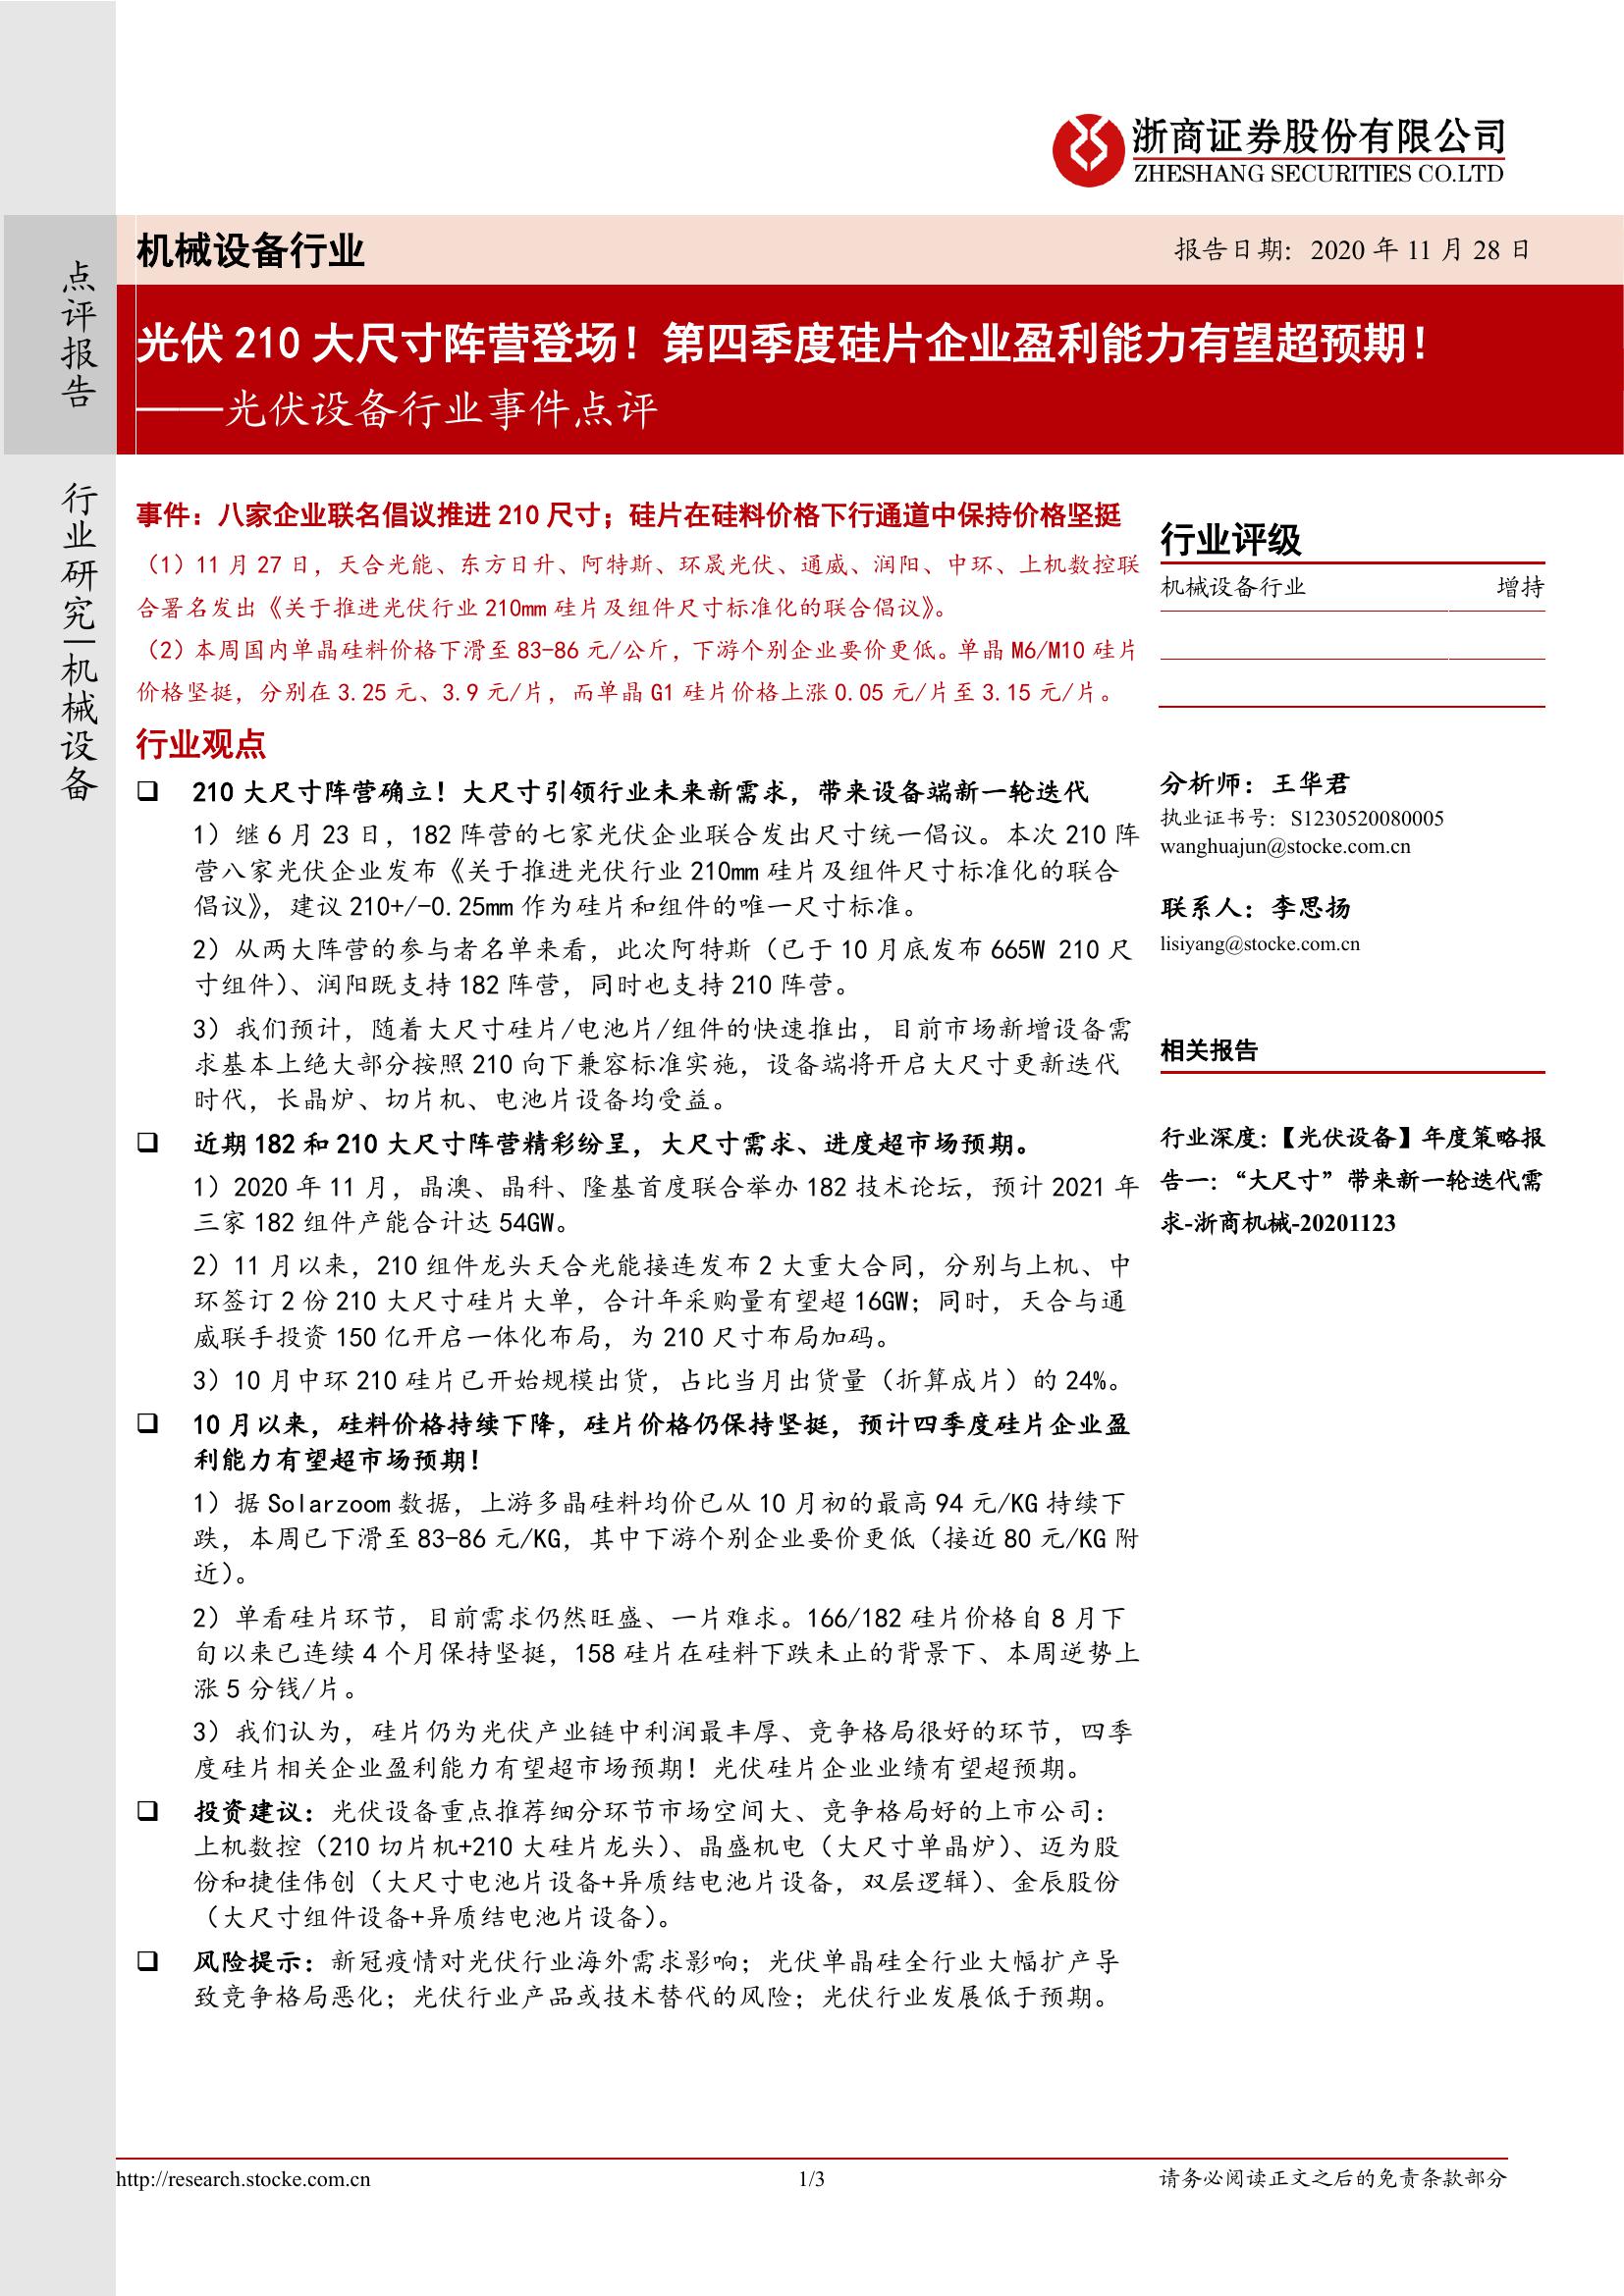 浙商证券股份有限公司
ZHESHANG SECURITIES CO.LTD
点评报告
行业研究|机械设备
机械设备行业
报告日期：2020 年 11 月 28 日
光伏 210 大尺寸阵营登场！第四季度硅片企业盈利能力有望超预期！
——光伏设备行业事件点评
事件：八家企业联名倡议推进 210 尺寸；硅片在硅料价格下行通道中保持价格坚挺
（1）11 月 27 日，天合光能、东方日升、阿特斯、环晟光伏、通威、润阳、中环、上机数控联
合署名发出《关于推进光伏行业 210mm 硅片及组件尺寸标准化的联合倡议》。
（2）本周国内单晶硅料价格下滑至 83-86 元/公斤，下游个别企业要价更低。单晶 M6/M10 硅片
价格坚挺，分别在 3.25 元、3.9 元/片，而单晶 G1 硅片价格上涨 0.05 元/片至 3.15 元/片。
行业观点
❑ 210 大尺寸阵营确立！大尺寸引领行业未来新需求，带来设备端新一轮迭代
1）继 6 月 23 日，182 阵营的七家光伏企业联合发出尺寸统一倡议。本次 210 阵
营八家光伏企业发布《关于推进光伏行业 210mm 硅片及组件尺寸标准化的联合
倡议》，建议 210+/-0.25mm 作为硅片和组件的唯一尺寸标准。
2）从两大阵营的参与者名单来看，此次阿特斯（已于 10 月底发布 665W 210 尺
寸组件）、润阳既支持 182 阵营，同时也支持 210 阵营。
3）我们预计，随着大尺寸硅片/电池片/组件的快速推出，目前市场新增设备需
求基本上绝大部分按照 210 向下兼容标准实施，设备端将开启大尺寸更新迭代
时代，长晶炉、切片机、电池片设备均受益。
❑ 近期 182 和 210 大尺寸阵营精彩纷呈，大尺寸需求、进度超市场预期。
1）2020 年 11 月，晶澳、晶科、隆基首度联合举办 182 技术论坛，预计 2021 年
三家 182 组件产能合计达 54GW。
2）11 月以来，210 组件龙头天合光能接连发布 2 大重大合同，分别与上机、中
环签订 2 份 210 大尺寸硅片大单，合计年采购量有望超 16GW；同时，天合与通
威联手投资 150 亿开启一体化布局，为 210 尺寸布局加码。
3）10 月中环 210 硅片已开始规模出货，占比当月出货量（折算成片）的 24%。
❑ 10 月以来，硅料价格持续下降，硅片价格仍保持坚挺，预计四季度硅片企业盈
利能力有望超市场预期！
1）据 Solarzoom 数据，上游多晶硅料均价已从 10 月初的最高 94 元/KG 持续下
跌，本周已下滑至 83-86 元/KG，其中下游个别企业要价更低（接近 80 元/KG 附
近）。
2）单看硅片环节，目前需求仍然旺盛、一片难求。166/182 硅片价格自 8 月下
旬以来已连续 4 个月保持坚挺，158 硅片在硅料下跌未止的背景下、本周逆势上
涨 5 分钱/片。
3）我们认为，硅片仍为光伏产业链中利润最丰厚、竞争格局很好的环节，四季
度硅片相关企业盈利能力有望超市场预期！光伏硅片企业业绩有望超预期。
❑ 投资建议：光伏设备重点推荐细分环节市场空间大、竞争格局好的上市公司：
上机数控（210 切片机+210 大硅片龙头）、晶盛机电（大尺寸单晶炉）、迈为股
份和捷佳伟创（大尺寸电池片设备+异质结电池片设备，双层逻辑）、金辰股份
（大尺寸组件设备+异质结电池片设备）。
❑ 风险提示：新冠疫情对光伏行业海外需求影响；光伏单晶硅全行业大幅扩产导
致竞争格局恶化；光伏行业产品或技术替代的风险；光伏行业发展低于预期。
行业评级
机械设备行业 增持
分析师：王华君
执业证书号：S1230520080005
wanghuajun@stocke.com.cn
联系人：李思扬
lisiyang@stocke.com.cn
相关报告
行业深度：【光伏设备】年度策略报
告一：“大尺寸”带来新一轮迭代需
求-浙商机械-20201123
http://research.stocke.com.cn
1/3
请务必阅读正文之后的免责条款部分